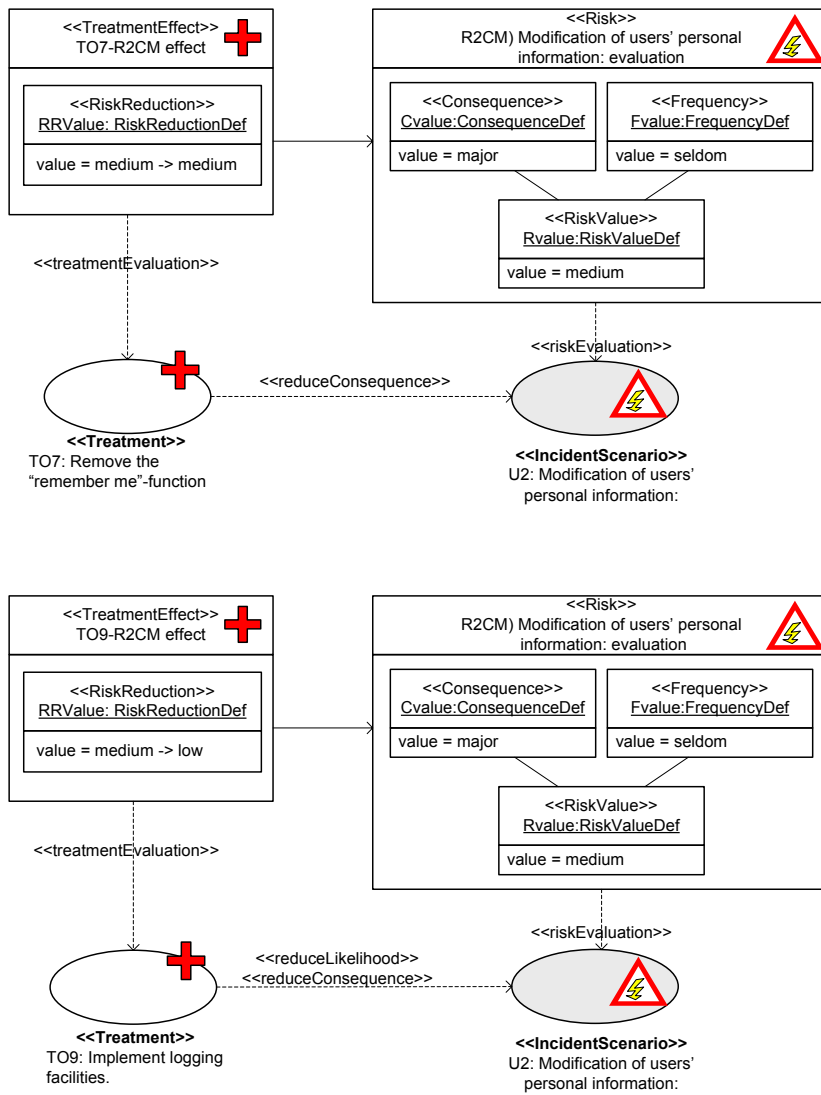 <<TreatmentEffect>>
TO7-R2CM effect
<<RiskReduction>>
RRValue: RiskReductionDef
value = medium -> medium
<<Risk>>
R2CM) Modification of users' personal
information: evaluation
<<Consequence>>
Cvalue:ConsequenceDef
value = major
<<Frequency>>
Fvalue:FrequencyDef
value = seldom
<<RiskValue>>
Rvalue:RiskValueDef
value = medium
<<treatmentEvaluation>>
<<riskEvaluation>>
<<reduceConsequence>>
<<Treatment>>
TO7: Remove the
“remember me”-function
<<IncidentScenario>>
U2: Modification of users'
personal information:
<<TreatmentEffect>>
TO9-R2CM effect
<<RiskReduction>>
RRValue: RiskReductionDef
value = medium -> low
<<Risk>>
R2CM) Modification of users' personal
information: evaluation
<<Consequence>>
Cvalue:ConsequenceDef
value = major
<<Frequency>>
Fvalue:FrequencyDef
value = seldom
<<RiskValue>>
Rvalue:RiskValueDef
value = medium
<<treatmentEvaluation>>
<<riskEvaluation>>
<<reduceLikelihood>>
<<reduceConsequence>>
<<Treatment>>
TO9: Implement logging
facilities.
<<IncidentScenario>>
U2: Modification of users'
personal information: